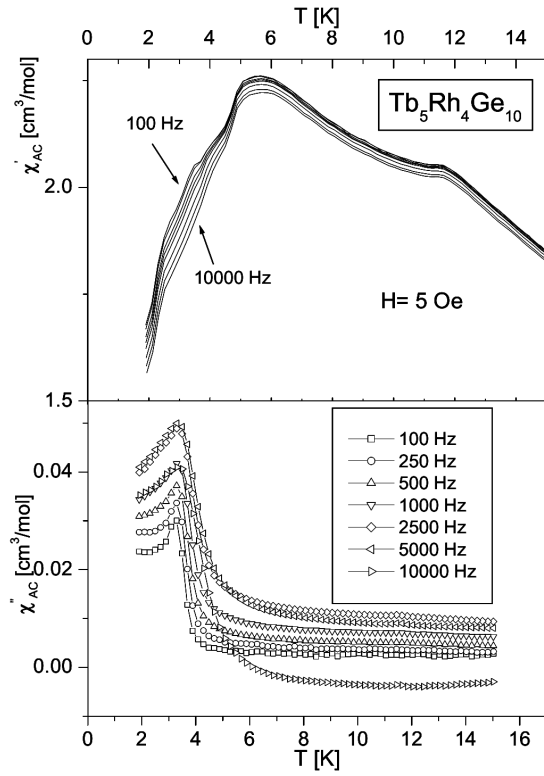 T [K]
0 2 4 6 8 10 12 14
Tb5Rh4Ge10
χ'AC [cm³/mol]
100 Hz
2.0
10000 Hz
H= 5 Oe
1.5
100 Hz
250 Hz
500 Hz
1000 Hz
2500 Hz
5000 Hz
10000 Hz
χ"AC [cm³/mol]
0.04
0.02
0.00
0 2 4 6 8 10 12 14 16
T [K]